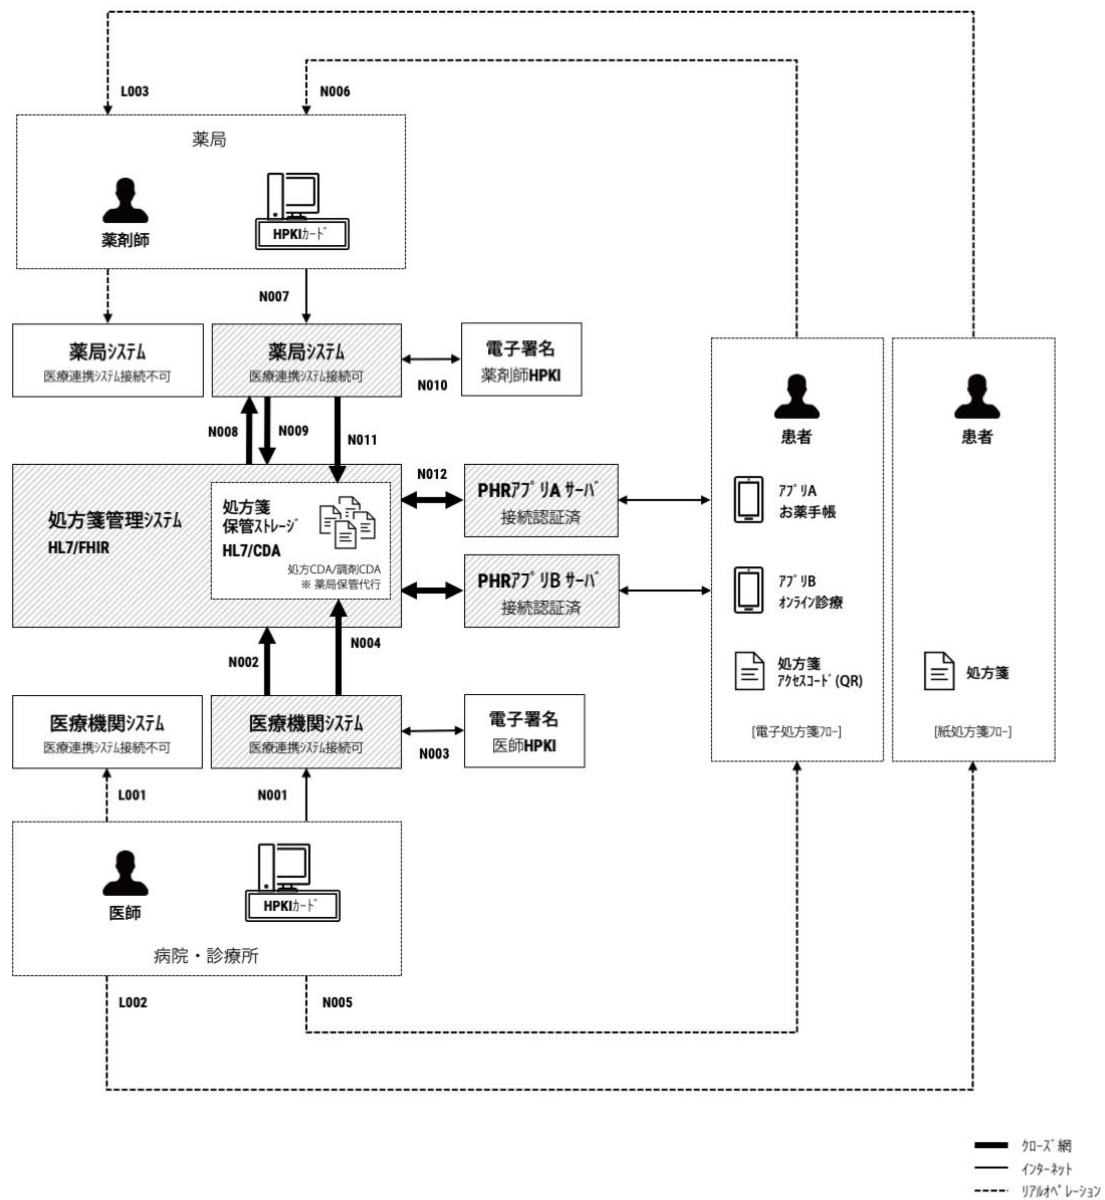 L003
N006
薬局
薬剤師
HPKIｶｰﾄﾞ
N007
薬局ｼｽﾃﾑ
医療連携ｼｽﾃﾑ接続不可
薬局ｼｽﾃﾑ
医療連携ｼｽﾃﾑ接続可
N010
電子署名
薬剤師HPKI
N008
N009
N011
N012
処方箋管理ｼｽﾃﾑ
HL7/FHIR
処方箋
保管ｽﾄﾚｰｼﾞ
HL7/CDA
処方CDA/調剤CDA
※ 薬局保管代行
PHRｱﾌﾟﾘA ｻｰﾊﾞ
接続認証済
PHRｱﾌﾟﾘB ｻｰﾊﾞ
接続認証済
N002
N004
医療機関ｼｽﾃﾑ
医療連携ｼｽﾃﾑ接続不可
医療機関ｼｽﾃﾑ
医療連携ｼｽﾃﾑ接続可
N003
電子署名
医師HPKI
L001
N001
医師
HPKIｶｰﾄﾞ
病院・診療所
L002
N005
患者
ｱﾌﾟﾘA
お薬手帳
ｱﾌﾟﾘB
オンライン診療
処方箋
ｱｸｾｽｺｰﾄﾞ(QR)
[電子処方箋ﾌﾛｰ]
患者
処方箋
[紙処方箋ﾌﾛｰ]
ｸﾛｰｽﾞ網
ｲﾝﾀｰﾈｯﾄ
ﾘｱﾙｵﾍﾟﾚｰｼｮﾝ